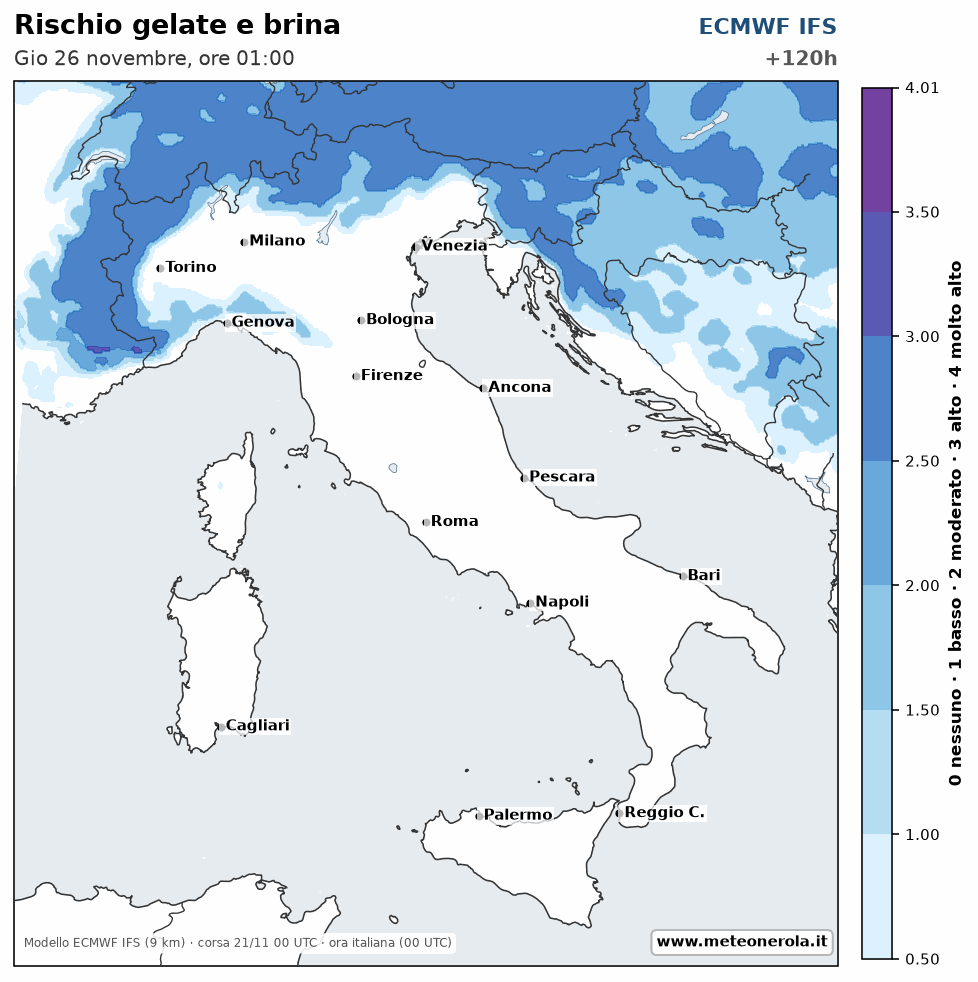 Rischio gelate e brina
ECMWF IFS
Gio 26 novembre, ore 01:00
+120h
4.01
3.50
3.00
2.50
2.00
1.50
1.00
0.50
0 nessuno · 1 basso · 2 moderato · 3 alto · 4 molto alto
Milano
Venezia
Torino
Genova
Bologna
Firenze
Ancona
Pescara
Roma
Bari
Napoli
Cagliari
Palermo
Reggio C.
Modello ECMWF IFS (9 km) · corsa 21/11 00 UTC · ora italiana (00 UTC)
www.meteonerola.it